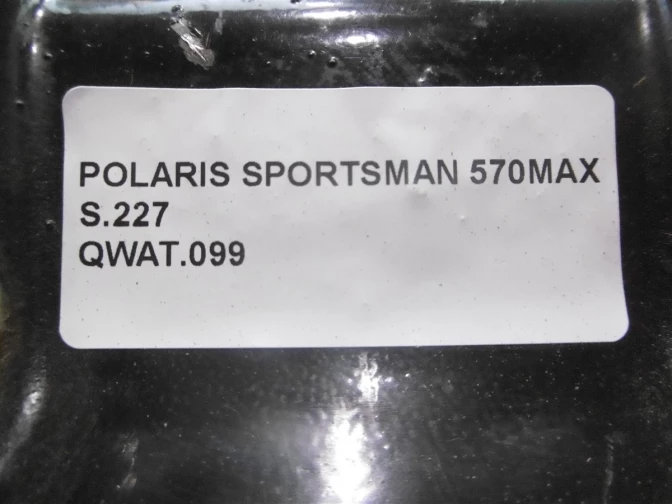 POLARIS SPORTSMAN 570MAX
S.227
QWAT.099